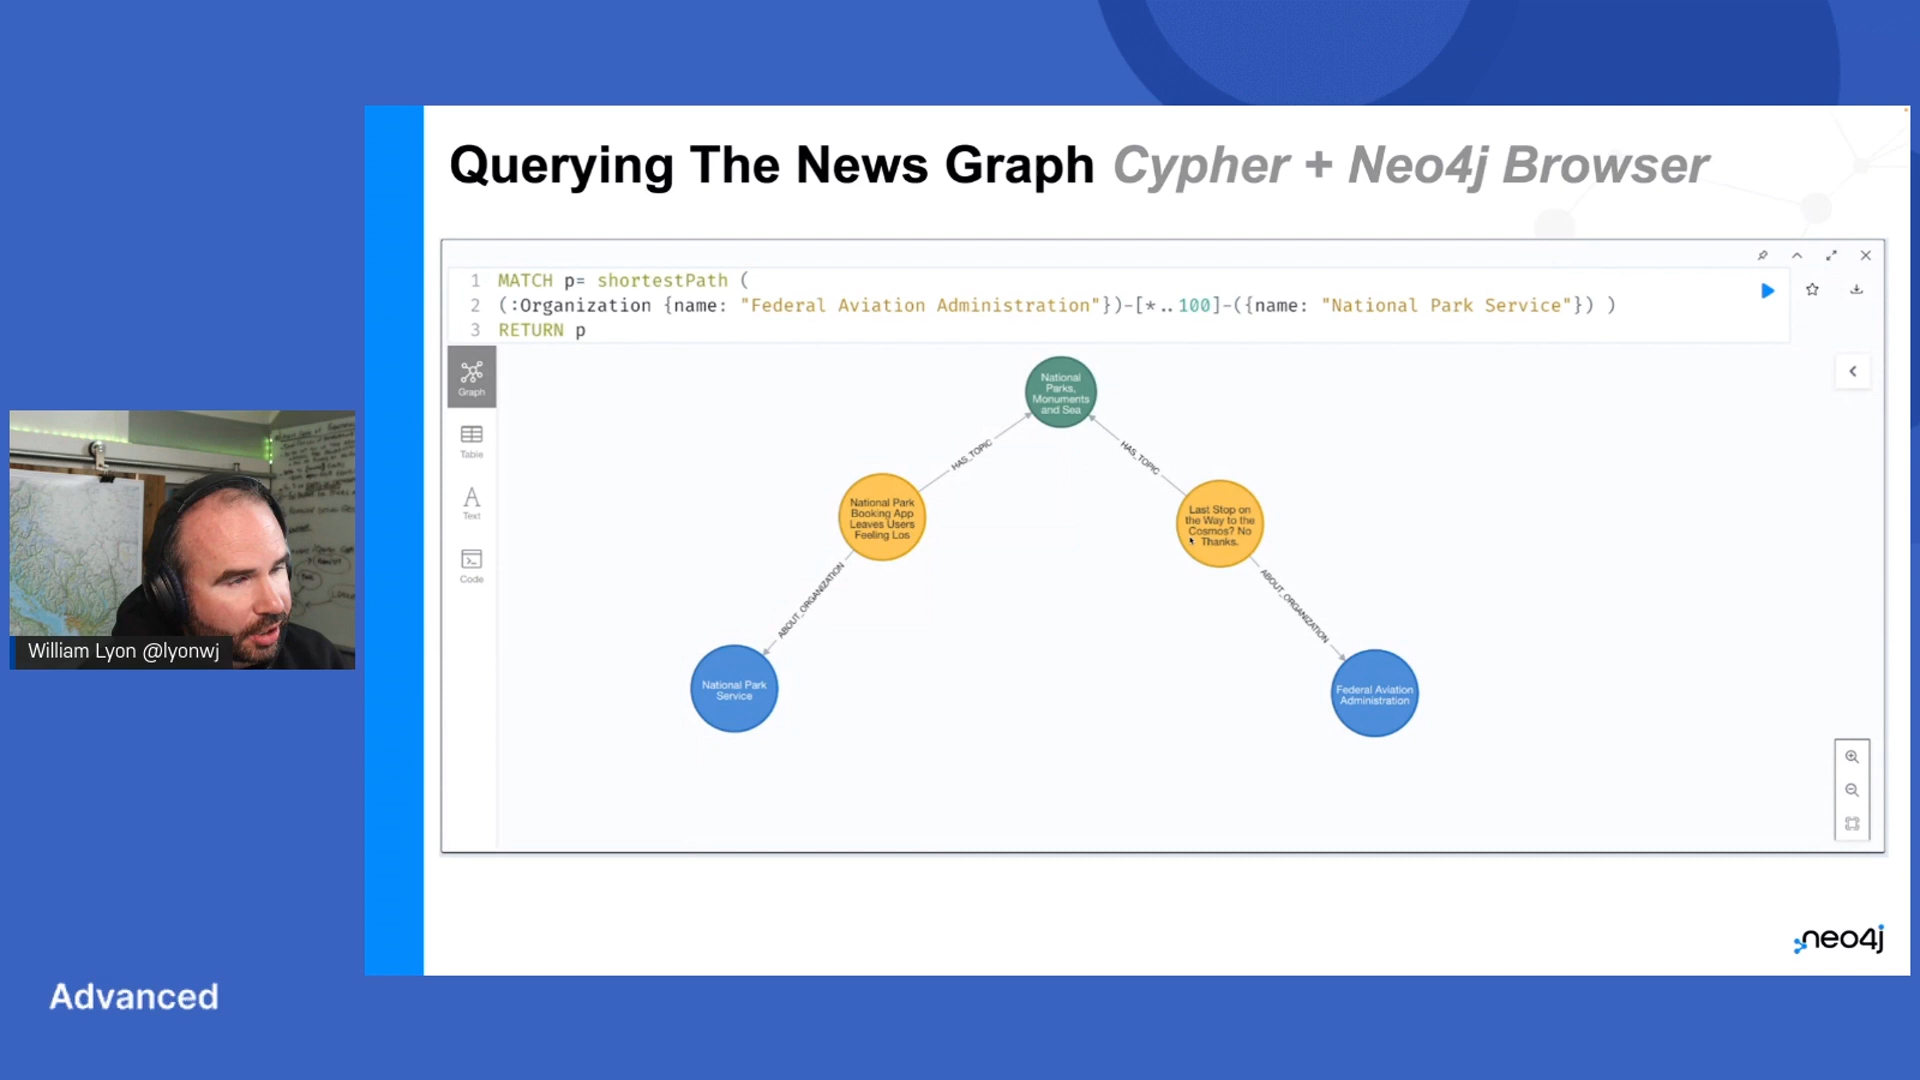 Querying The News Graph Cypher + Neo4j Browser
1 MATCH p= shortestPath (
2 (:Organization {name: "Federal Aviation Administration"})-[*..100]-({name: "National Park Service"}) )
3 RETURN p
Graph
Table
Text
Code
National
Parks,
Monuments
and Sea
HAS_TOPIC
HAS_TOPIC
National Park
Booking App
Leaves Users
Feeling Los
Last Stop on
the Way to the
Cosmos? No
Thanks.
ABOUT_ORGANIZATION
ABOUT_ORGANIZATION
National Park
Service
Federal Aviation
Administration
William Lyon @lyonwj
neo4j
Advanced